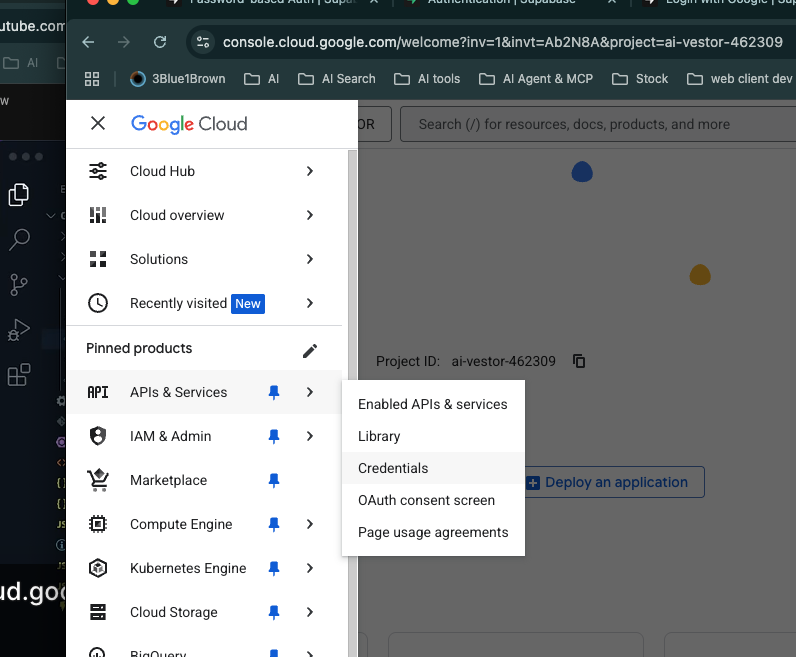 Password-based Auth | Supa
Authentication | Supabase
Login with Google | Sup
utube.com
console.cloud.google.com/welcome?inv=1&invt=Ab2N8A&project=ai-vestor-462309
AI
3Blue1Brown
AI
AI Search
AI tools
AI Agent & MCP
Stock
web client dev
Google Cloud
OR
Search (/) for resources, docs, products, and more
Cloud Hub
Cloud overview
Solutions
Recently visited New
Pinned products
Project ID: ai-vestor-462309
API APIs & Services
Enabled APIs & services
Library
Credentials
OAuth consent screen
Page usage agreements
IAM & Admin
Marketplace
Deploy an application
Compute Engine
Kubernetes Engine
Cloud Storage
BigQuery
ud.goo